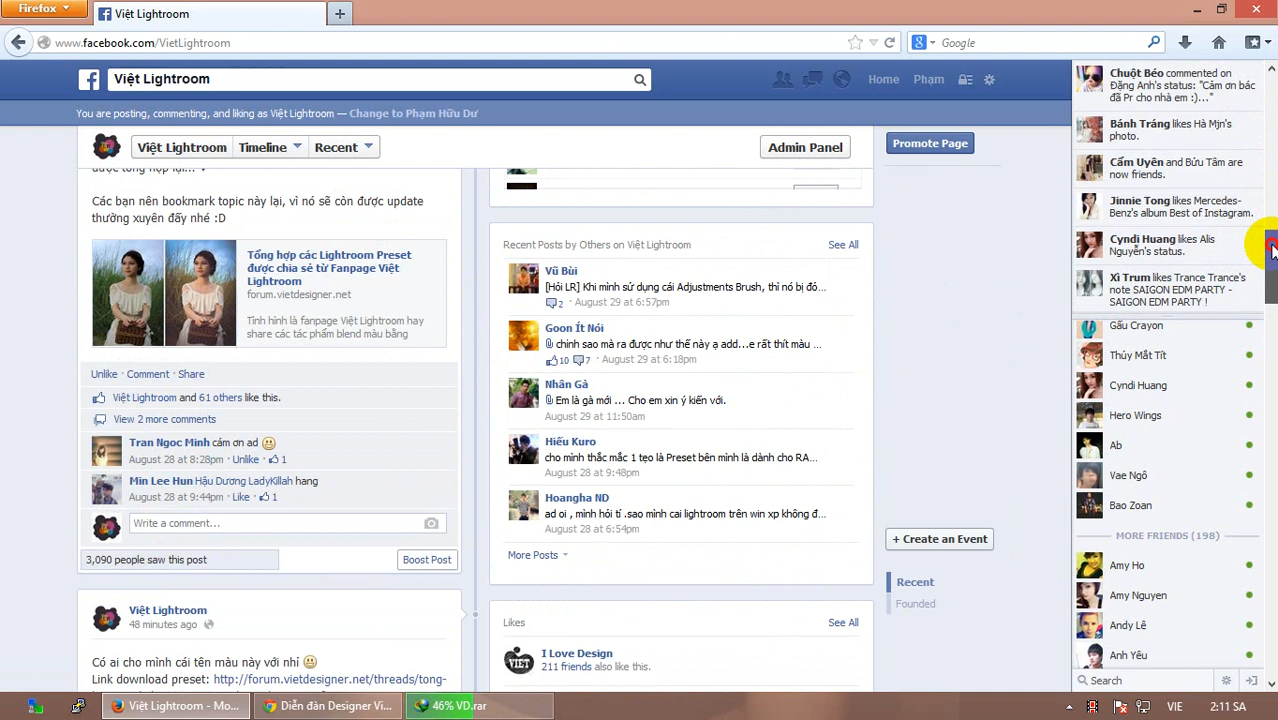 Firefox
Việt Lightroom
www.facebook.com/VietLightroom
Google
Việt Lightroom
Home
Phạm
You are posting, commenting, and liking as Việt Lightroom — Change to Phạm Hữu Dư
Việt Lightroom
Timeline
Recent
Admin Panel
Promote Page
được tổng hợp lại... :v
Các bạn nên bookmark topic này lại, vì nó sẽ còn được update
thường xuyên đấy nhé :D
Tổng hợp các Lightroom Preset
được chia sẻ từ Fanpage Việt
Lightroom
forum.vietdesigner.net
Tình hình là fanpage Việt Lightroom hay
share các tác phẩm blend màu bằng
Unlike · Comment · Share
Việt Lightroom and 61 others like this.
View 2 more comments
Tran Ngoc Minh cám ơn ad
August 28 at 8:28pm · Unlike · 1
Min Lee Hun Hậu Dương LadyKillah hang
August 28 at 9:44pm · Like · 1
Write a comment...
3,090 people saw this post
Boost Post
Việt Lightroom
48 minutes ago
Có ai cho mình cái tên màu này với nhỉ
Link download preset: http://forum.vietdesigner.net/threads/tong-
Recent Posts by Others on Việt Lightroom
See All
Vũ Bùi
[Hỏi LR] Khi mình sử dụng cái Adjustments Brush, thì nó bị đô...
2 · August 29 at 6:57pm
Goon Ít Nói
chinh sao mà ra được như thế này ạ add...e rất thít màu ...
10 7 · August 29 at 6:18pm
Nhân Gà
Em là gà mới ... Cho em xin ý kiến với.
August 29 at 11:50am
Hiếu Kuro
cho mình thắc mắc 1 tẹo là Preset bên mình là dành cho RA...
August 28 at 9:48pm
Hoangha ND
ad oi , minh hỏi tí .sao mình cai lightroom trên win xp không đ...
August 28 at 6:54pm
More Posts
Likes
See All
I Love Design
211 friends also like this.
+ Create an Event
Recent
Founded
Chuột Béo commented on
Đặng Anh's status: "Cám ơn bác
đã Pr cho nhà em :)..."
Bánh Tráng likes Hà Mjn's
photo.
Cẩm Uyên and Bửu Tâm are
now friends.
Jinnie Tong likes Mercedes-
Benz's album Best of Instagram.
Cyndi Huang likes Alis
Nguyễn's status.
Xì Trum likes Trance Trance's
note SAIGON EDM PARTY -
SAIGON EDM PARTY !
Gấu Crayon
Thúy Mắt Tít
Cyndi Huang
Hero Wings
Ab
Vae Ngô
Bao Zoan
MORE FRIENDS (198)
Amy Ho
Amy Nguyen
Andy Lê
Anh Yêu
Search
Việt Lightroom - Mo...
Diễn đàn Designer Vi...
46% VD.rar
VIE
2:11 SA